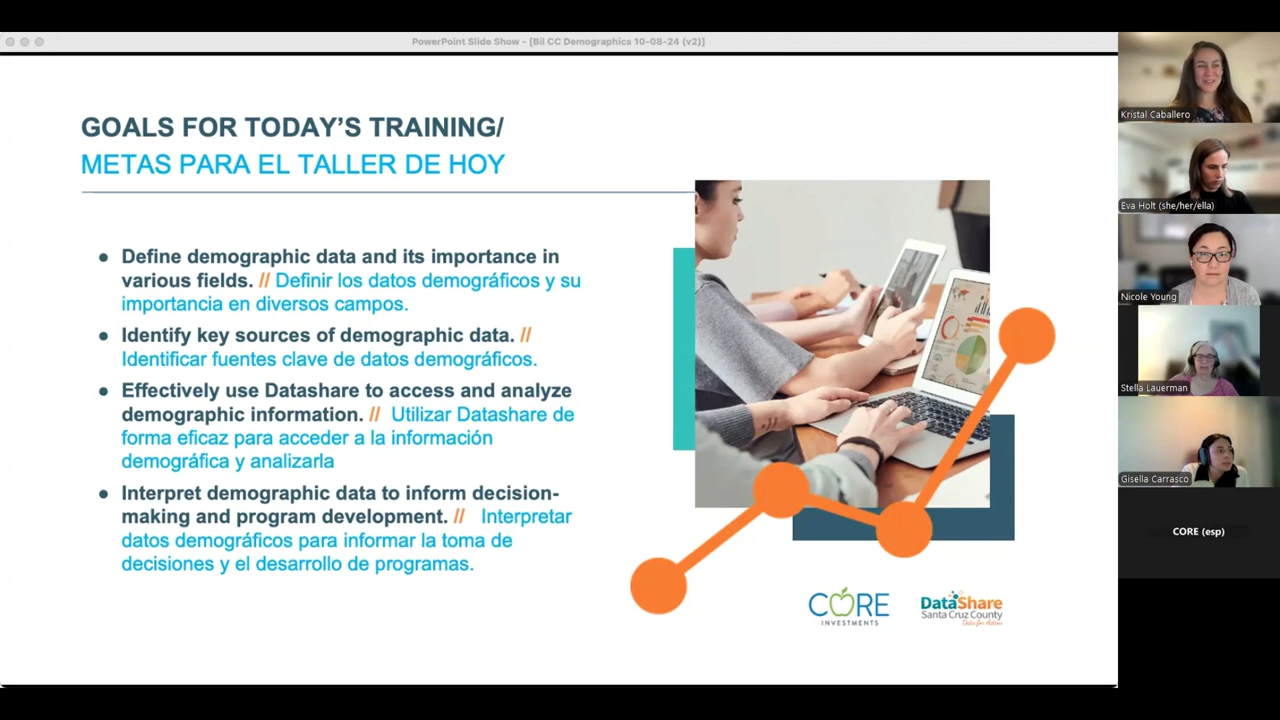 PowerPoint Slide Show - [Bil CC Demographics 10-08-24 (v2)]
GOALS FOR TODAY'S TRAINING/
METAS PARA EL TALLER DE HOY
● Define demographic data and its importance in
various fields. // Definir los datos demográficos y su
importancia en diversos campos.
● Identify key sources of demographic data. //
Identificar fuentes clave de datos demográficos.
● Effectively use Datashare to access and analyze
demographic information. // Utilizar Datashare de
forma eficaz para acceder a la información
demográfica y analizarla
● Interpret demographic data to inform decision-
making and program development. // Interpretar
datos demográficos para informar la toma de
decisiones y el desarrollo de programas.
CORE
INVESTMENTS
DataShare
Santa Cruz County
Data for Action
Kristal Caballero
Eva Holt (she/her/ella)
Nicole Young
Stella Lauerman
Gisella Carrasco
CORE (esp)